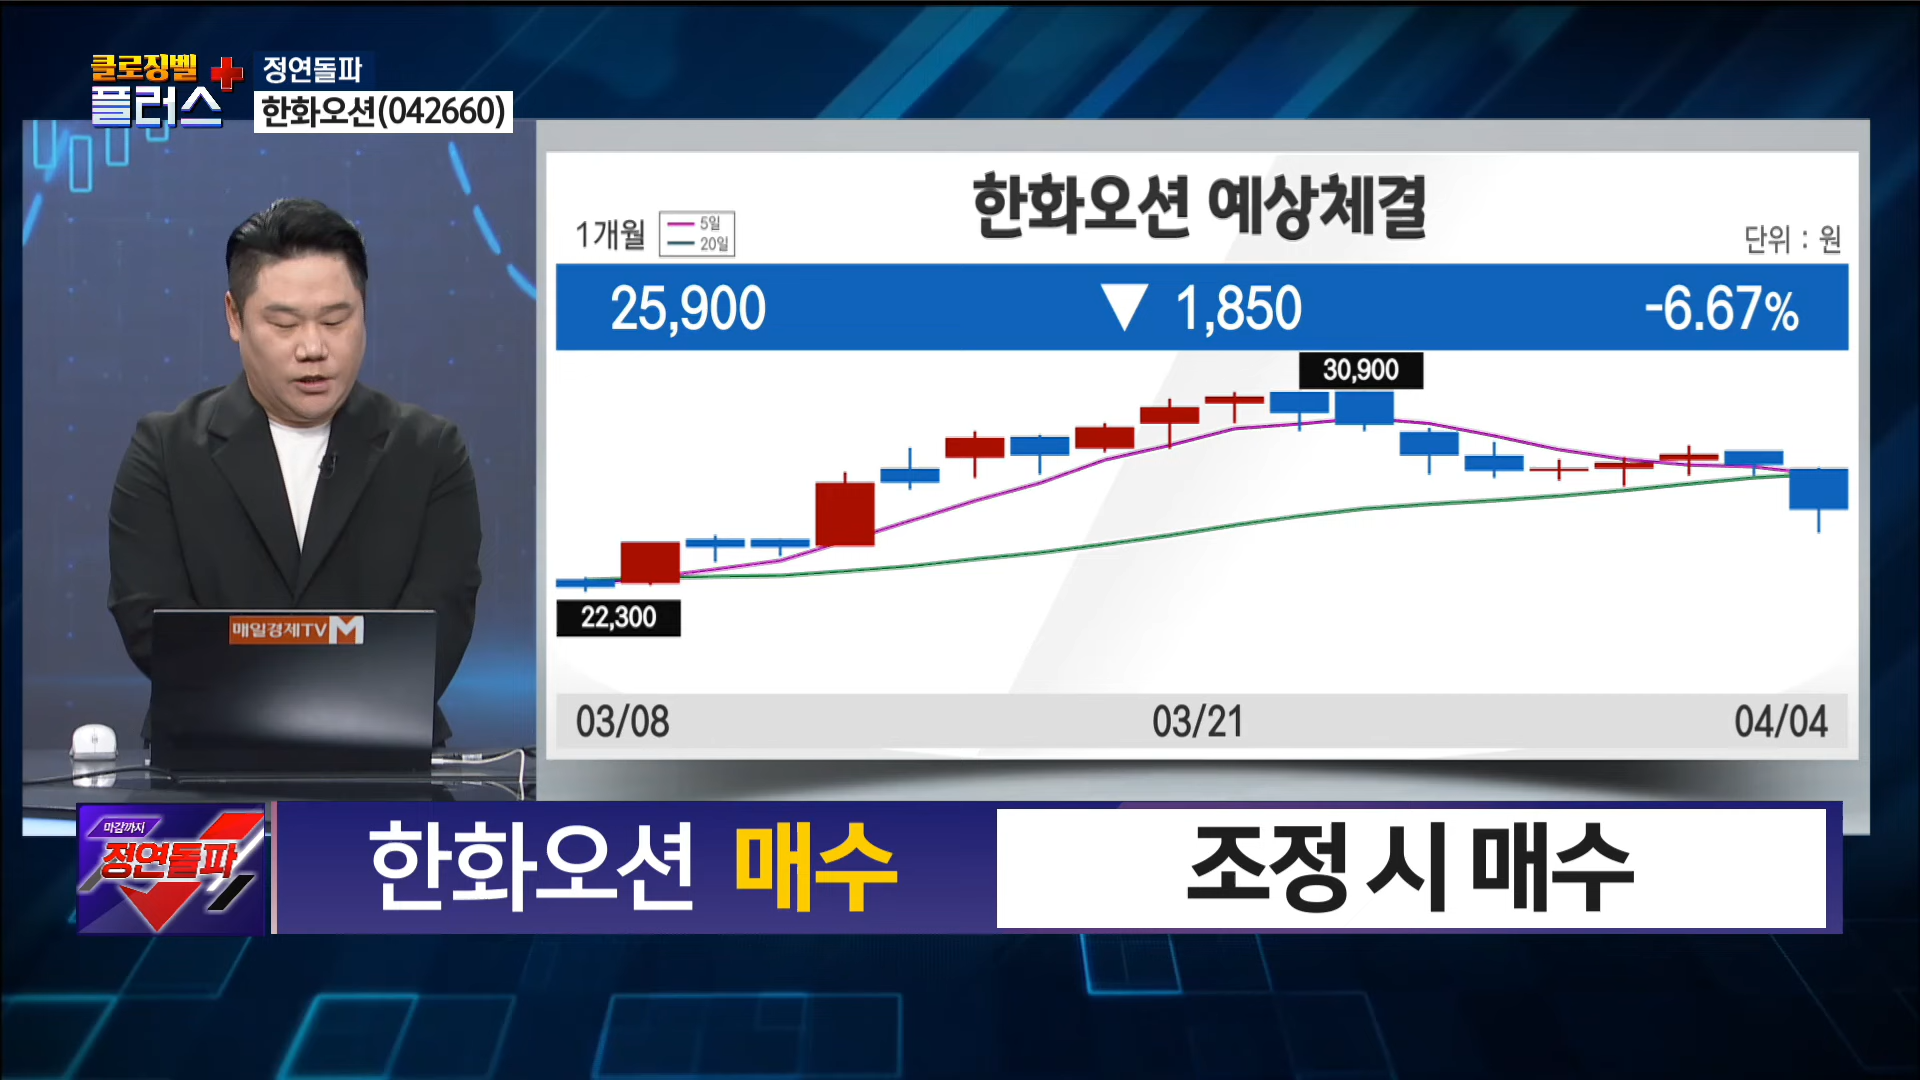 클로징벨
플러스
정연돌파
한화오션(042660)
한화오션 예상체결
1개월
5일
20일
단위 : 원
25,900 ▼ 1,850 -6.67%
30,900
22,300
03/08 03/21 04/04
매일경제TV M
마감까지
정연돌파
한화오션 매수
조정 시 매수